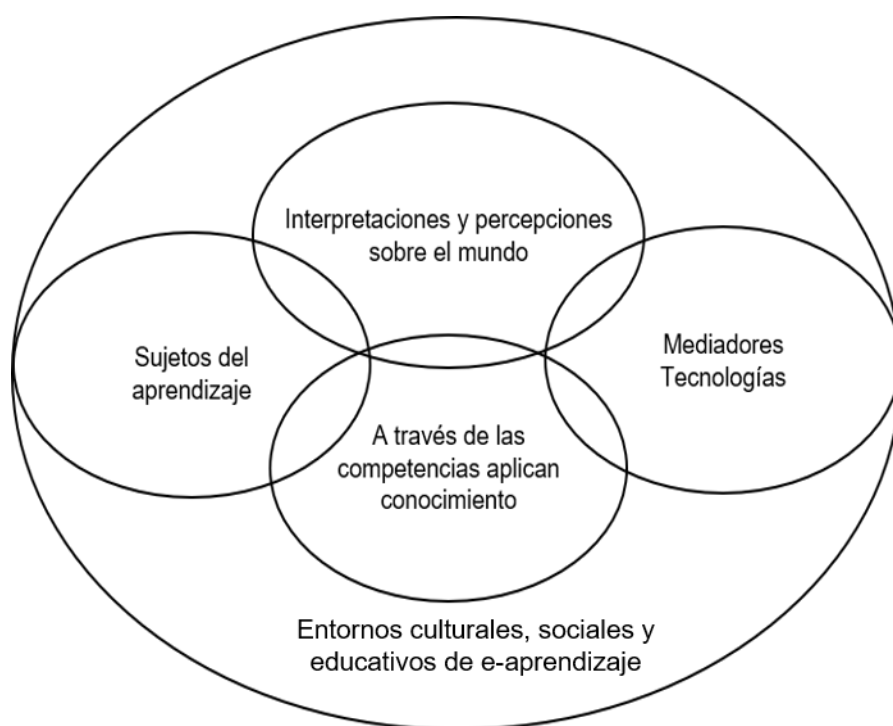 Interpretaciones y percepciones
sobre el mundo
Sujetos del
aprendizaje
Mediadores
Tecnologías
A través de las
competencias aplican
conocimiento
Entornos culturales, sociales y
educativos de e-aprendizaje